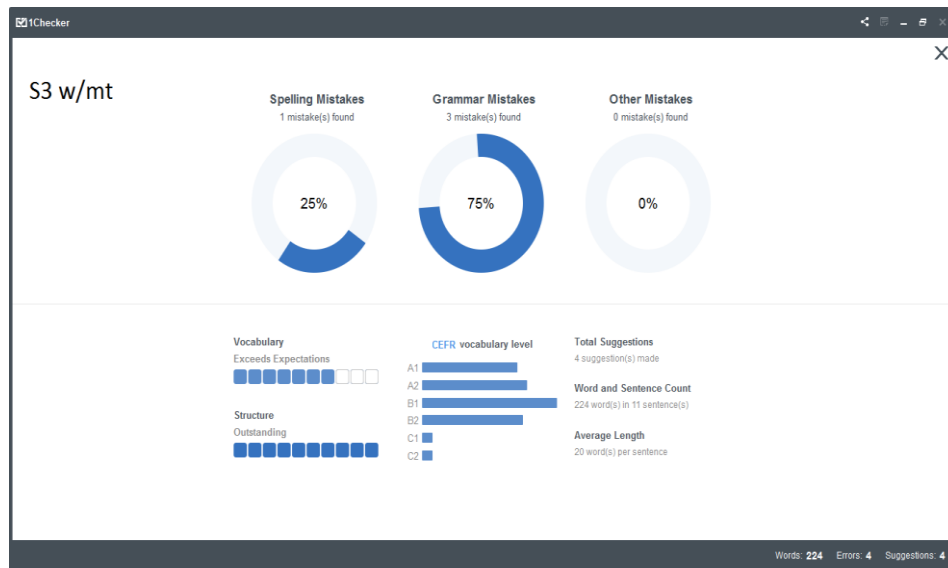 1Checker
X
S3 w/mt
Spelling Mistakes
1 mistake(s) found
25%
Grammar Mistakes
3 mistake(s) found
75%
Other Mistakes
0 mistake(s) found
0%
Vocabulary
Exceeds Expectations
Structure
Outstanding
CEFR vocabulary level
A1
A2
B1
B2
C1
C2
Total Suggestions
4 suggestion(s) made
Word and Sentence Count
224 word(s) in 11 sentence(s)
Average Length
20 word(s) per sentence
Words: 224 Errors: 4 Suggestions: 4